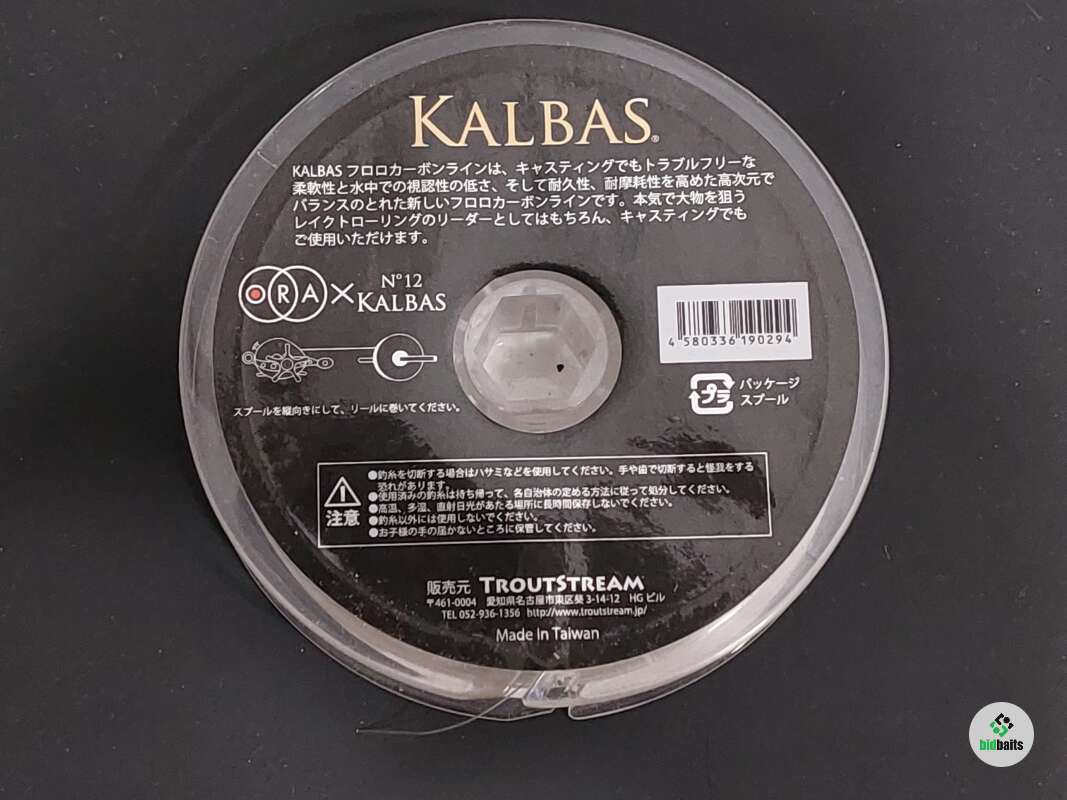 KALBAS®
KALBAS フロロカーボンラインは、キャスティングでもトラブルフリーな
柔軟性と水中での視認性の低さ、そして耐久性、耐摩耗性を高めた高次元で
バランスのとれた新しいフロロカーボンラインです。本気で大物を狙う
レイクトローリングのリーダーとしてはもちろん、キャスティングでも
ご使用いただけます。
ORA×
N°12
KALBAS
4 580336 190294
プラ
パッケージ
スプール
スプールを縦向きにして、リールに巻いてください。
注意
●釣糸を切断する場合はハサミなどを使用してください。手や歯で切断すると怪我をする
恐れがあります。
●使用済みの釣糸は持ち帰って、各自治体の定める方法に従って処分してください。
●高温、多湿、直射日光があたる場所に長時間保存しないでください。
●釣糸以外には使用しないでください。
●お子様の手の届かないところに保管してください。
販売元 TROUTSTREAM
〒461-0004 愛知県名古屋市東区葵 3-14-12 HG ビル
TEL 052-936-1356 http://www.troutstream.jp/
Made in Taiwan
bidbaits